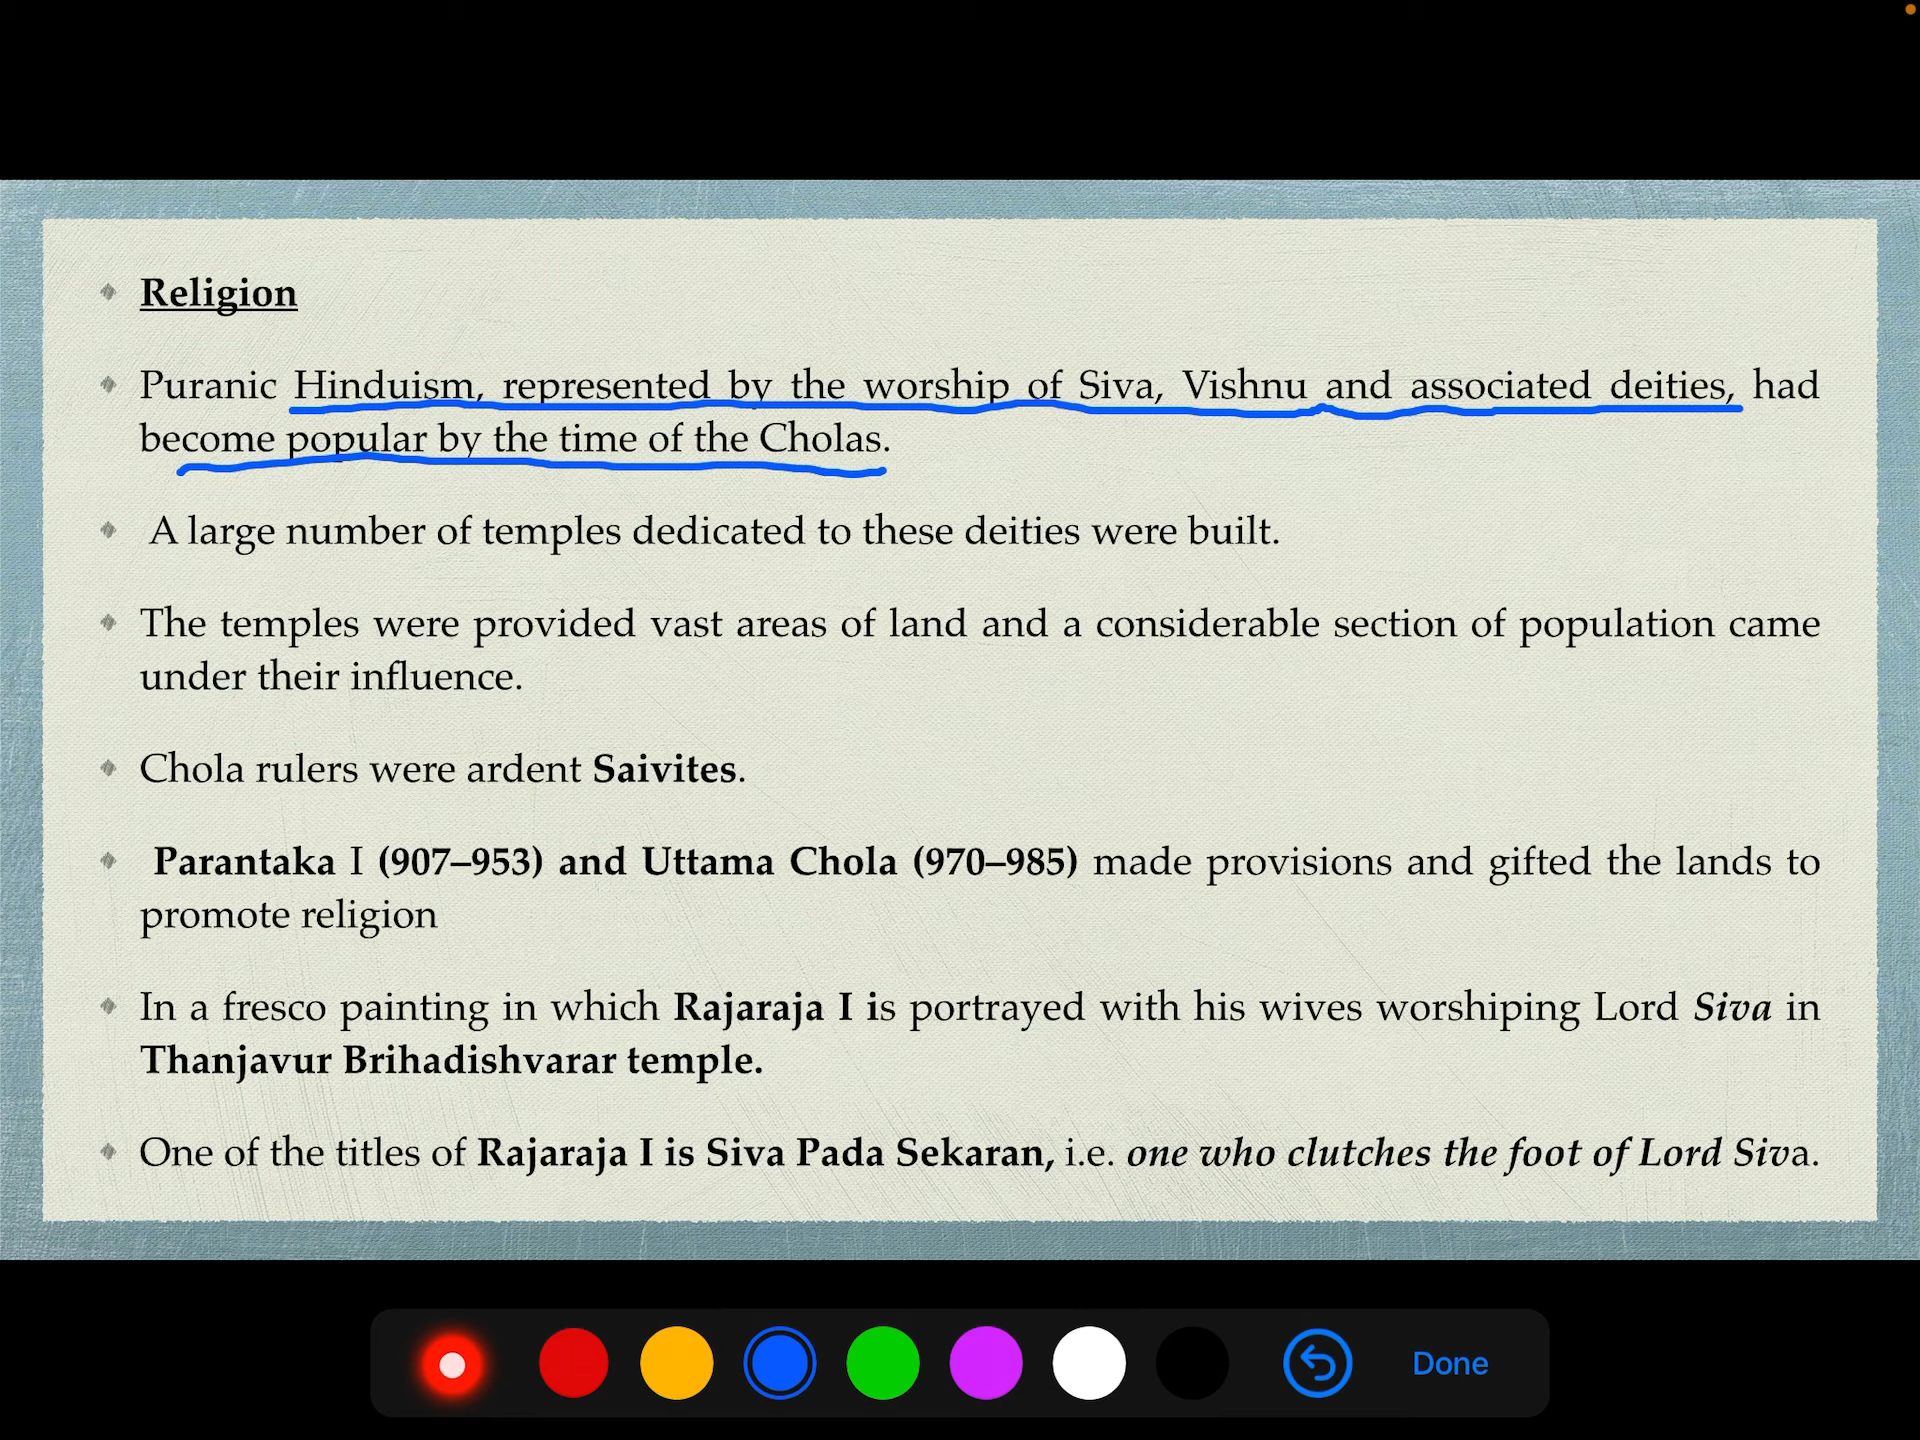 Religion
Puranic Hinduism, represented by the worship of Siva, Vishnu and associated deities, had
become popular by the time of the Cholas.
A large number of temples dedicated to these deities were built.
The temples were provided vast areas of land and a considerable section of population came
under their influence.
Chola rulers were ardent Saivites.
Parantaka I (907–953) and Uttama Chola (970–985) made provisions and gifted the lands to
promote religion
In a fresco painting in which Rajaraja I is portrayed with his wives worshiping Lord Siva in
Thanjavur Brihadishvarar temple.
One of the titles of Rajaraja I is Siva Pada Sekaran, i.e. one who clutches the foot of Lord Siva.
Done